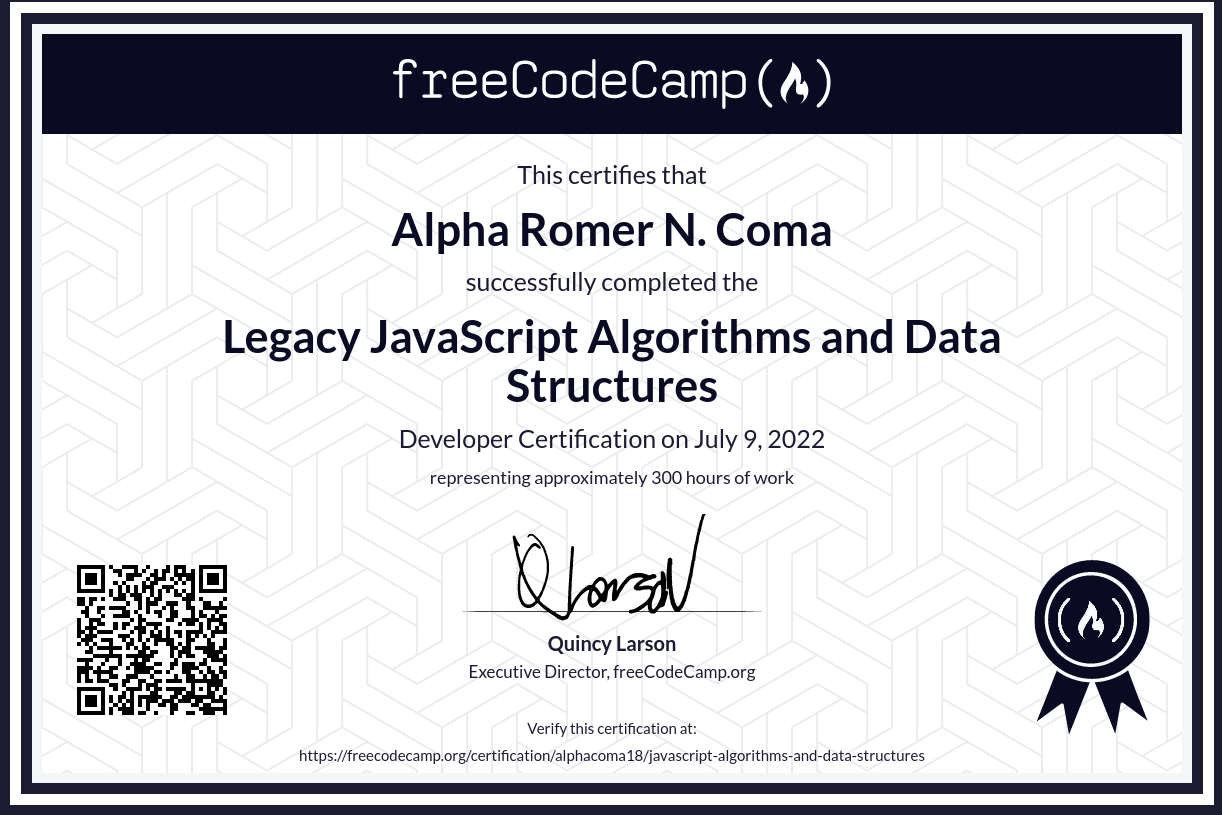 freeCodeCamp
This certifies that
Alpha Romer N. Coma
successfully completed the
Legacy JavaScript Algorithms and Data
Structures
Developer Certification on July 9, 2022
representing approximately 300 hours of work
Quincy Larson
Executive Director, freeCodeCamp.org
Verify this certification at:
https://freecodecamp.org/certification/alphacoma18/javascript-algorithms-and-data-structures